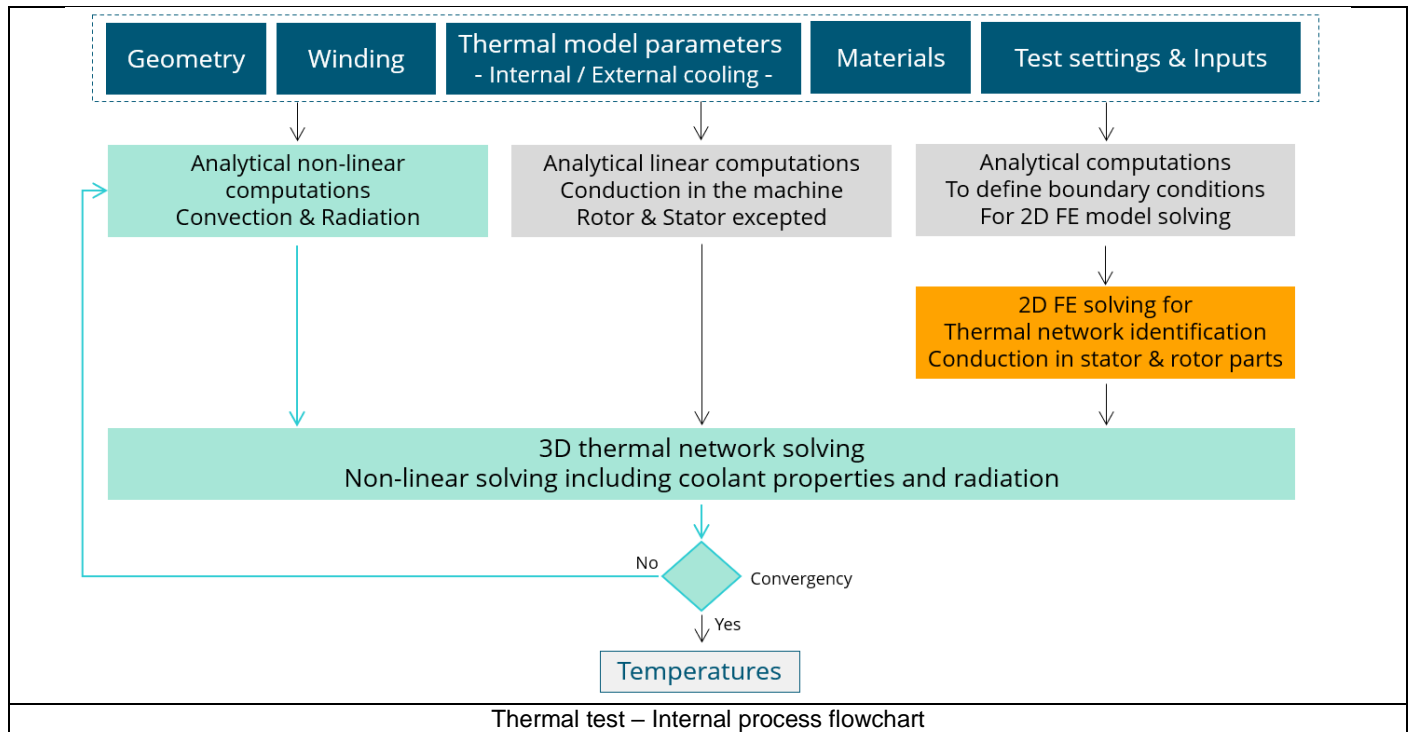 Geometry
Winding
Thermal model parameters
- Internal / External cooling -
Materials
Test settings & Inputs
Analytical non-linear
computations
Convection & Radiation
Analytical linear computations
Conduction in the machine
Rotor & Stator excepted
Analytical computations
To define boundary conditions
For 2D FE model solving
2D FE solving for
Thermal network identification
Conduction in stator & rotor parts
3D thermal network solving
Non-linear solving including coolant properties and radiation
No
Convergency
Yes
Temperatures
Thermal test – Internal process flowchart